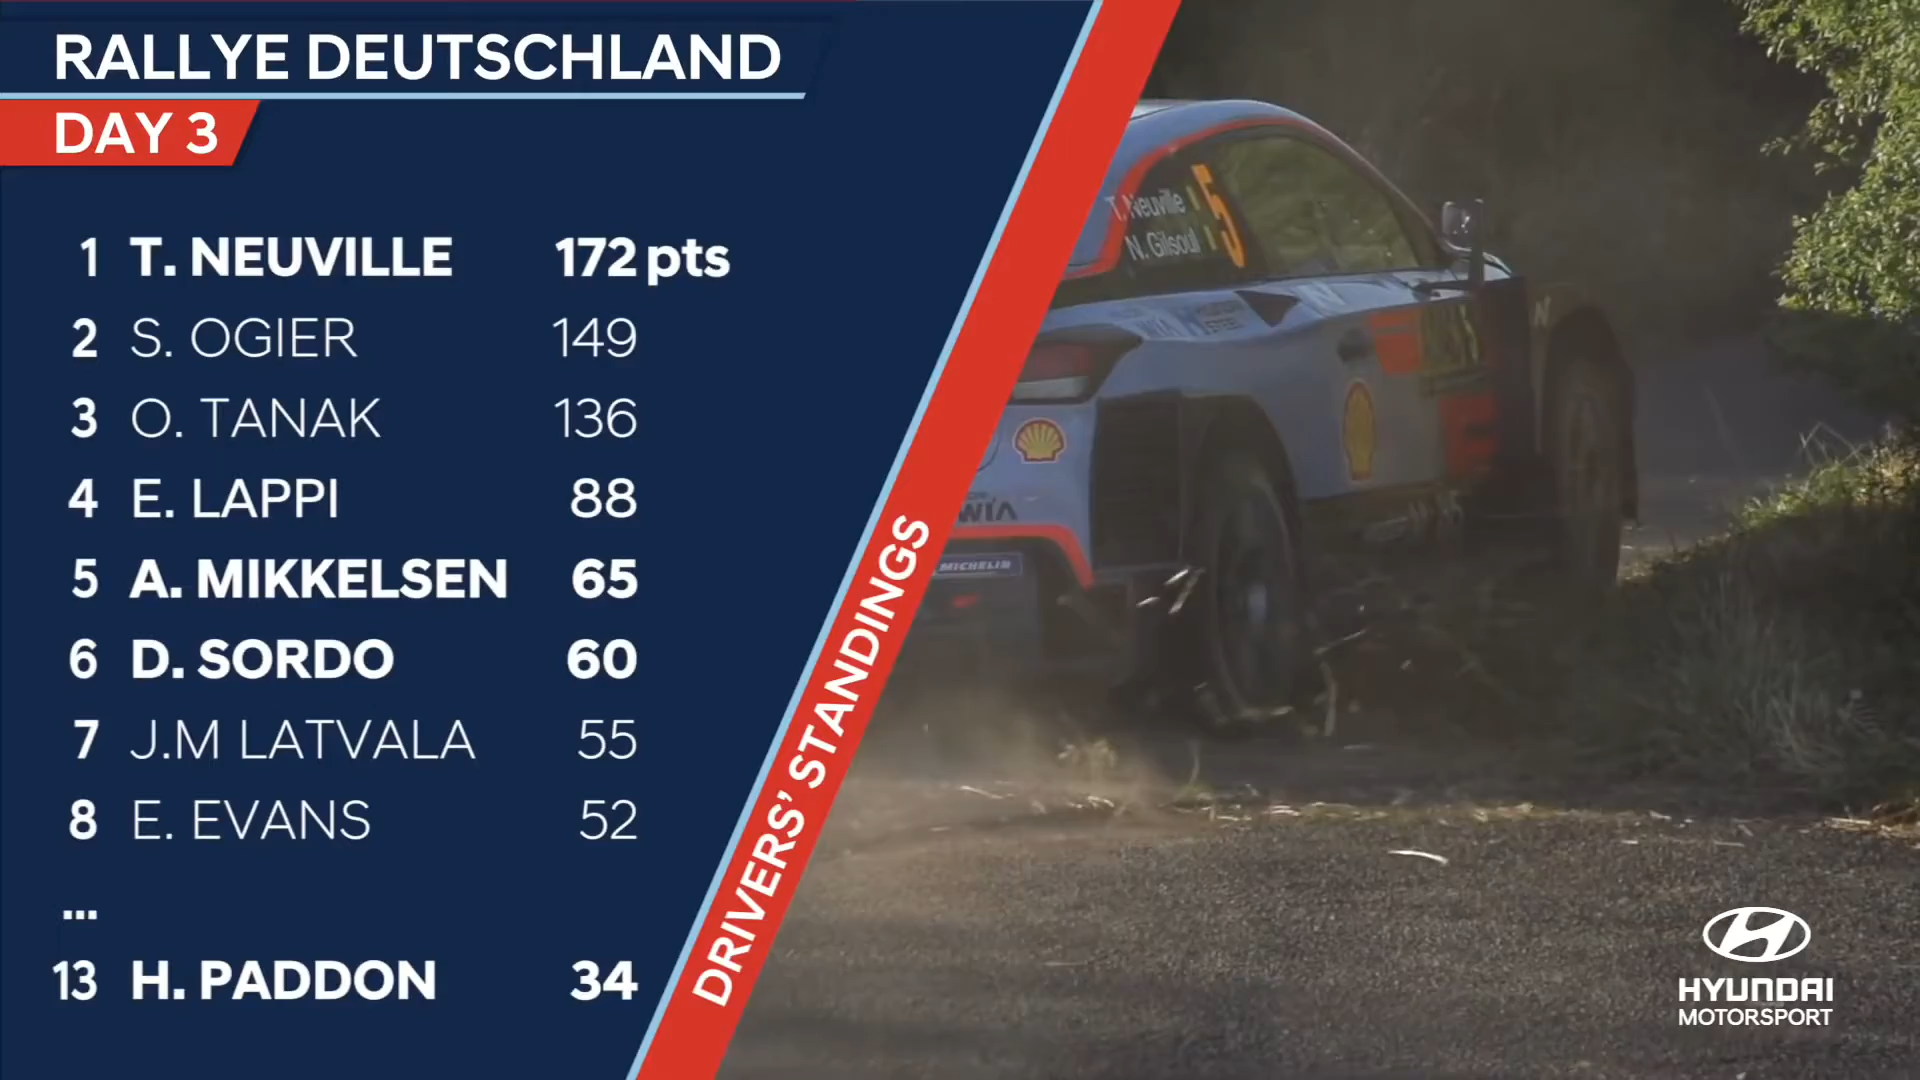 RALLYE DEUTSCHLAND
DAY 3
1 T. NEUVILLE 172 pts
2 S. OGIER 149
3 O. TANAK 136
4 E. LAPPI 88
5 A. MIKKELSEN 65
6 D. SORDO 60
7 J.M LATVALA 55
8 E. EVANS 52
...
13 H. PADDON 34
DRIVERS' STANDINGS
T. Neuville
N. Gilsoul
5
MICHELIN
HYUNDAI
MOTORSPORT